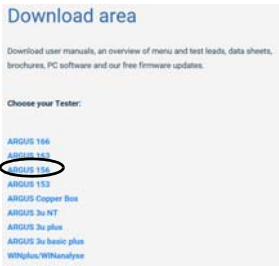 Download area
Download user manuals, an overview of menu and test leads, data sheets,
brochures, PC software and our free firmware updates.
Choose your Tester:
ARGUS 166
ARGUS 163
ARGUS 156
ARGUS 153
ARGUS Copper Box
ARGUS 3u NT
ARGUS 3u plus
ARGUS 3u basic plus
WINplus/WINanalyse